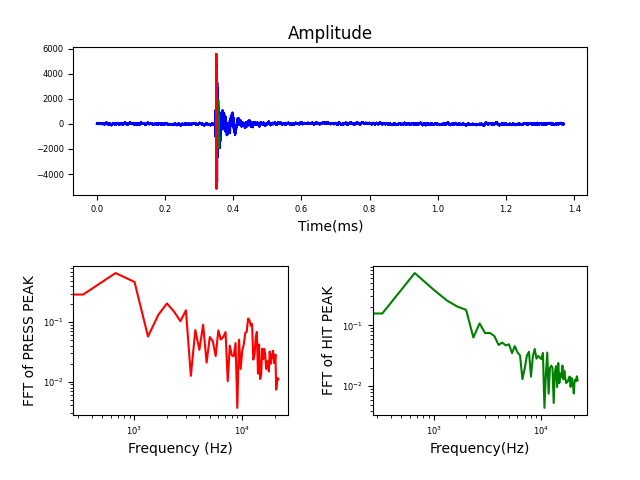 Amplitude
6000
4000
2000
0
−2000
−4000
0.0 0.2 0.4 0.6 0.8 1.0 1.2 1.4
Time(ms)
FFT of PRESS PEAK
10⁻¹
10⁻²
10³ 10⁴
Frequency (Hz)
FFT of HIT PEAK
10⁻¹
10⁻²
10³ 10⁴
Frequency(Hz)